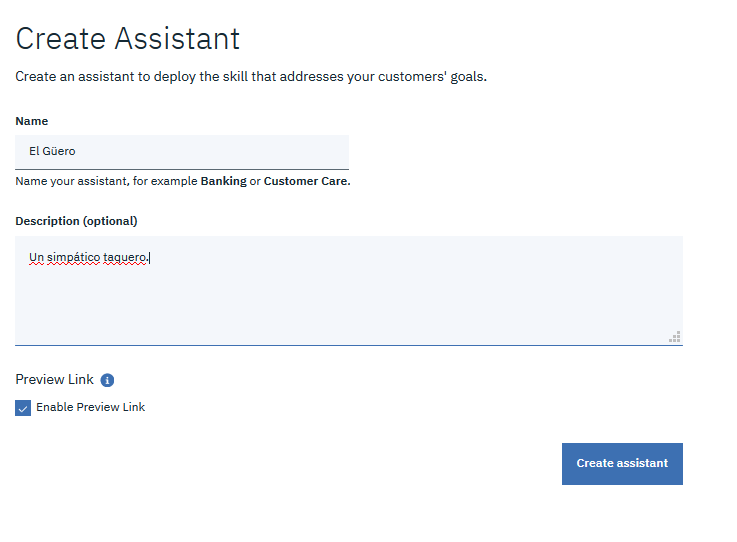 Create Assistant
Create an assistant to deploy the skill that addresses your customers' goals.
Name
El Güero
Name your assistant, for example Banking or Customer Care.
Description (optional)
Un simpático taquero.
Preview Link
Enable Preview Link
Create assistant